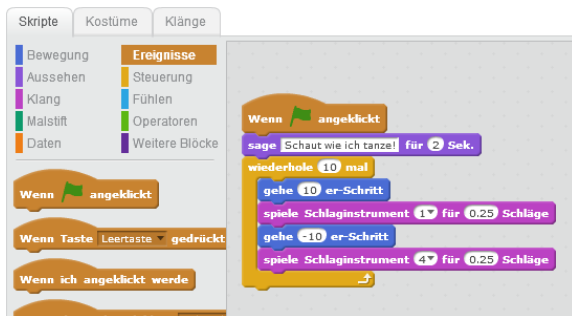 Skripte Kostüme Klänge
Bewegung Ereignisse
Aussehen Steuerung
Klang Fühlen
Malstift Operatoren
Daten Weitere Blöcke
Wenn angeklickt
Wenn Taste Leertaste gedrückt
Wenn ich angeklickt werde
Wenn angeklickt
sage Schaut wie ich tanze! für 2 Sek.
wiederhole 10 mal
gehe 10 er-Schritt
spiele Schlaginstrument 1 für 0.25 Schläge
gehe -10 er-Schritt
spiele Schlaginstrument 4 für 0.25 Schläge